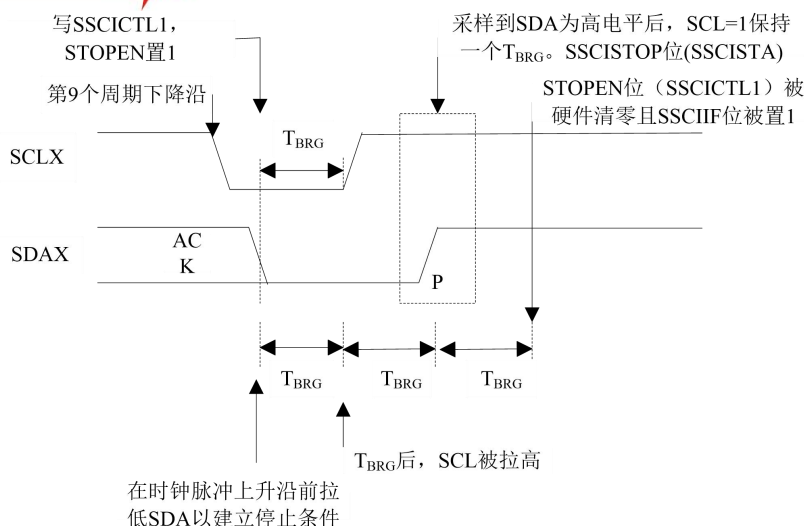 写SSCICTL1，
STOPEN置1
采样到SDA为高电平后，SCL=1保持
一个TBRG。SSCISTOP位(SSCISTA)
第9个周期下降沿
STOPEN位（SSCICTL1）被
硬件清零且SSCIIF位被置1
SCLX
TBRG
SDAX
AC
K
P
TBRG
TBRG
TBRG
TBRG后，SCL被拉高
在时钟脉冲上升沿前拉
低SDA以建立停止条件